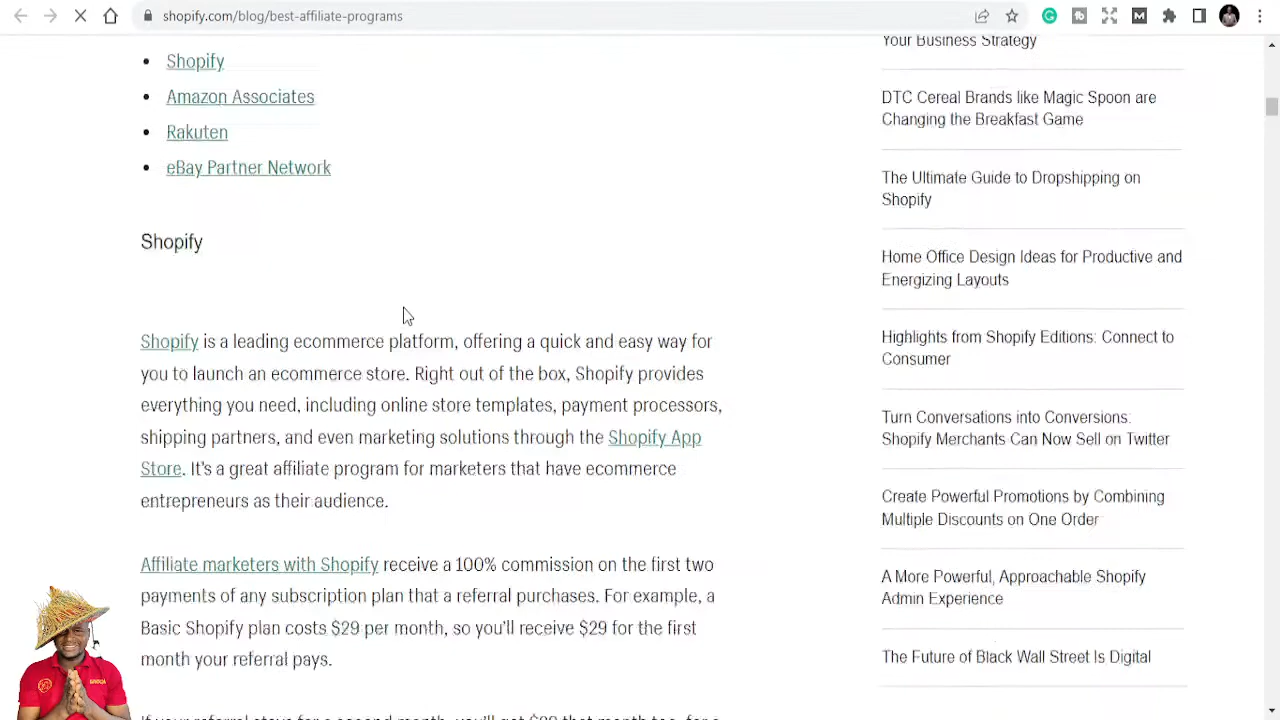 shopify.com/blog/best-affiliate-programs
Shopify
Amazon Associates
Rakuten
eBay Partner Network
Shopify
Shopify is a leading ecommerce platform, offering a quick and easy way for
you to launch an ecommerce store. Right out of the box, Shopify provides
everything you need, including online store templates, payment processors,
shipping partners, and even marketing solutions through the Shopify App
Store. It's a great affiliate program for marketers that have ecommerce
entrepreneurs as their audience.
Affiliate marketers with Shopify receive a 100% commission on the first two
payments of any subscription plan that a referral purchases. For example, a
Basic Shopify plan costs $29 per month, so you'll receive $29 for the first
month your referral pays.
Your Business Strategy
DTC Cereal Brands like Magic Spoon are
Changing the Breakfast Game
The Ultimate Guide to Dropshipping on
Shopify
Home Office Design Ideas for Productive and
Energizing Layouts
Highlights from Shopify Editions: Connect to
Consumer
Turn Conversations into Conversions:
Shopify Merchants Can Now Sell on Twitter
Create Powerful Promotions by Combining
Multiple Discounts on One Order
A More Powerful, Approachable Shopify
Admin Experience
The Future of Black Wall Street Is Digital